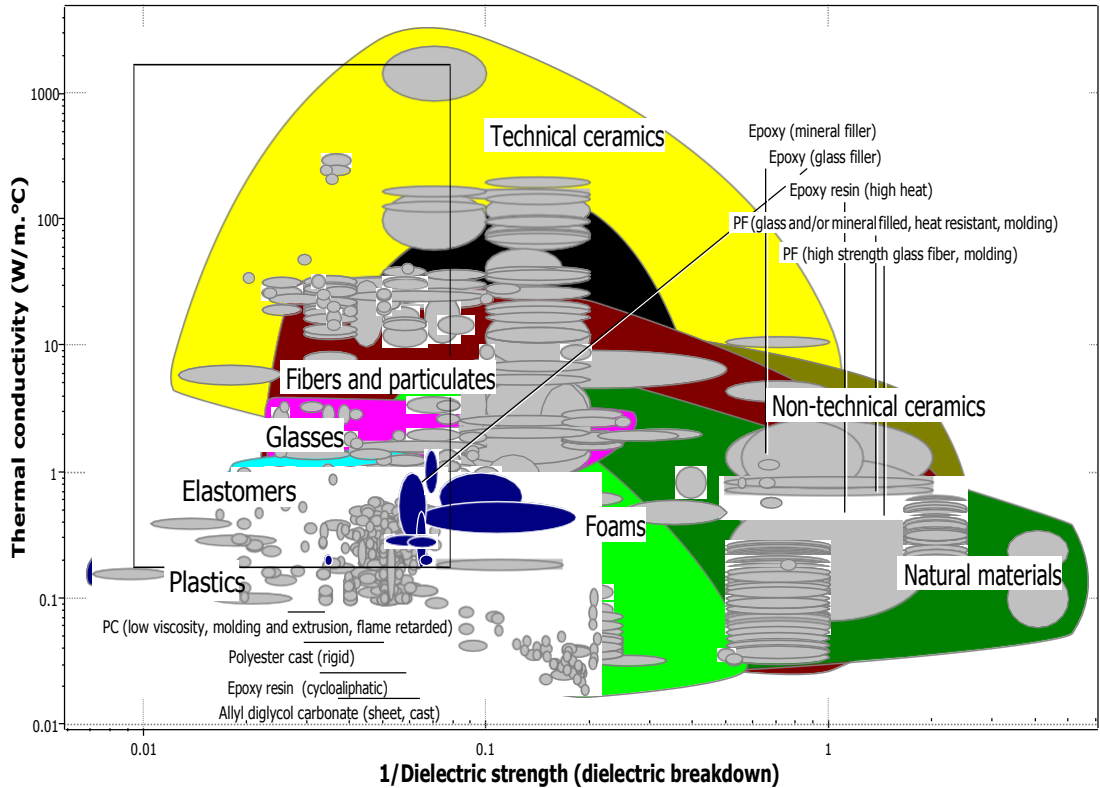 Thermal conductivity (W/m.°C)
1000
100
10
1
0.1
0.01
Technical ceramics
Epoxy (mineral filler)
Epoxy (glass filler)
Epoxy resin (high heat)
PF (glass and/or mineral filled, heat resistant, molding)
PF (high strength glass fiber, molding)
Fibers and particulates
Non-technical ceramics
Glasses
Elastomers
Foams
Plastics
Natural materials
PC (low viscosity, molding and extrusion, flame retarded)
Polyester cast (rigid)
Epoxy resin (cycloaliphatic)
Allyl diglycol carbonate (sheet, cast)
0.01
0.1
1
1/Dielectric strength (dielectric breakdown)